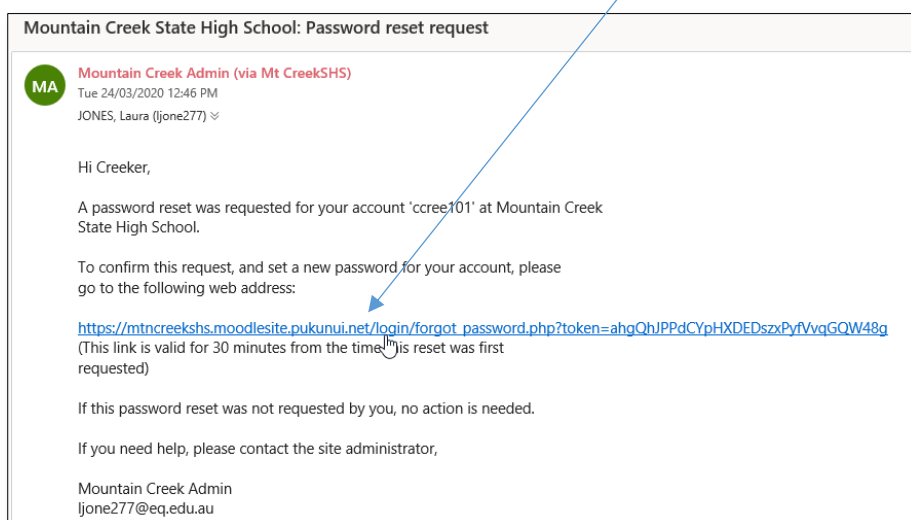 Mountain Creek State High School: Password reset request
MA
Mountain Creek Admin (via Mt CreekSHS)
Tue 24/03/2020 12:46 PM
JONES, Laura (ljone277)
Hi Creeker,
A password reset was requested for your account 'ccree101' at Mountain Creek
State High School.
To confirm this request, and set a new password for your account, please
go to the following web address:
https://mtncreekshs.moodlesite.pukunui.net/login/forgot_password.php?token=ahgQhJPPdCYpHXDEDszxPyfVvqGQW48g
(This link is valid for 30 minutes from the time this reset was first
requested)
If this password reset was not requested by you, no action is needed.
If you need help, please contact the site administrator,
Mountain Creek Admin
ljone277@eq.edu.au